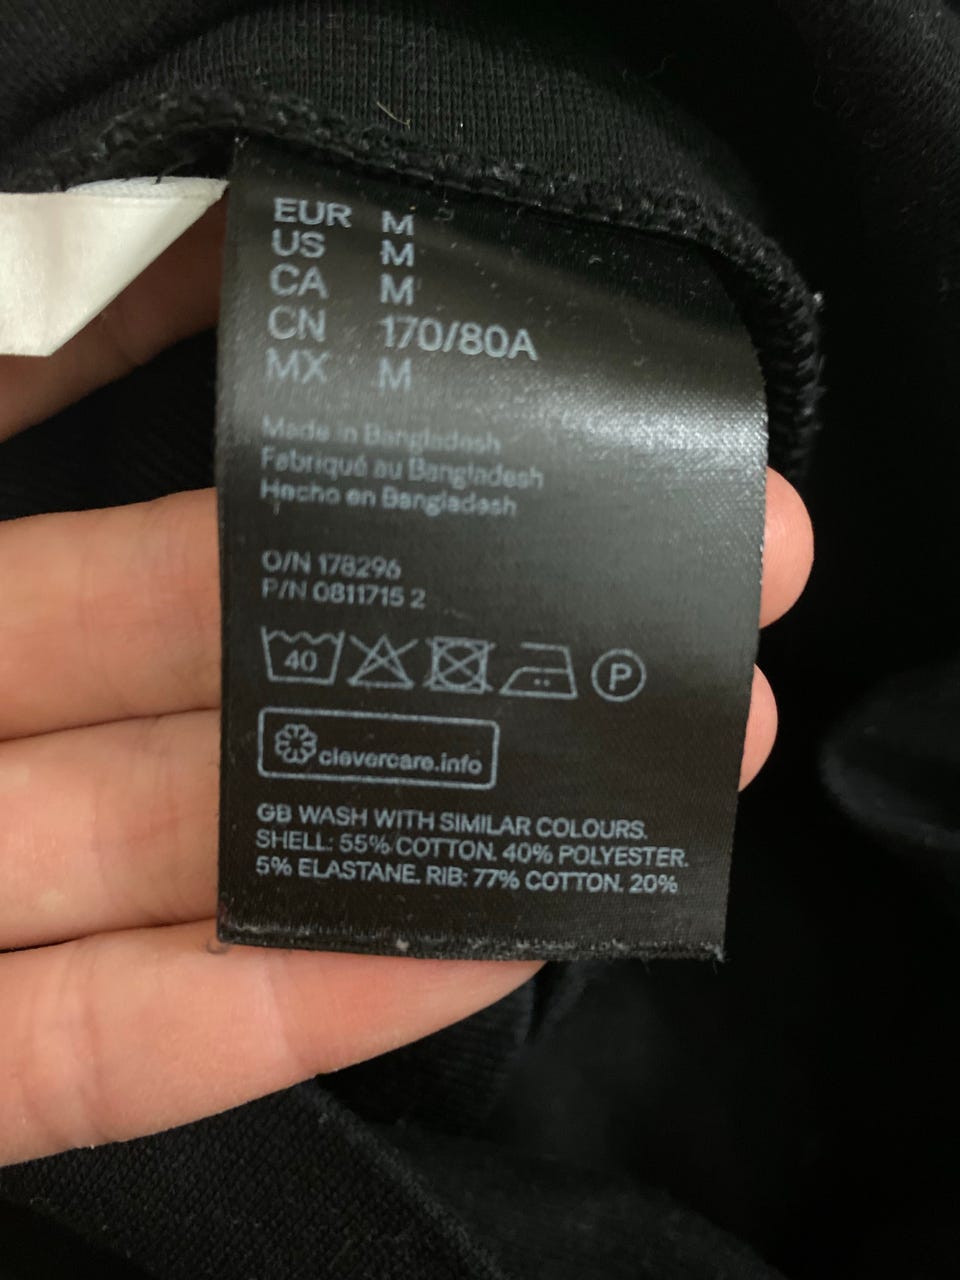 EUR M
US M
CA M
CN 170/80A
MX M
Made in Bangladesh
Fabriqué au Bangladesh
Hecho en Bangladesh
O/N 178296
P/N 0811715 2
40 P
clevercare.info
GB WASH WITH SIMILAR COLOURS.
SHELL: 55% COTTON. 40% POLYESTER.
5% ELASTANE. RIB: 77% COTTON. 20%